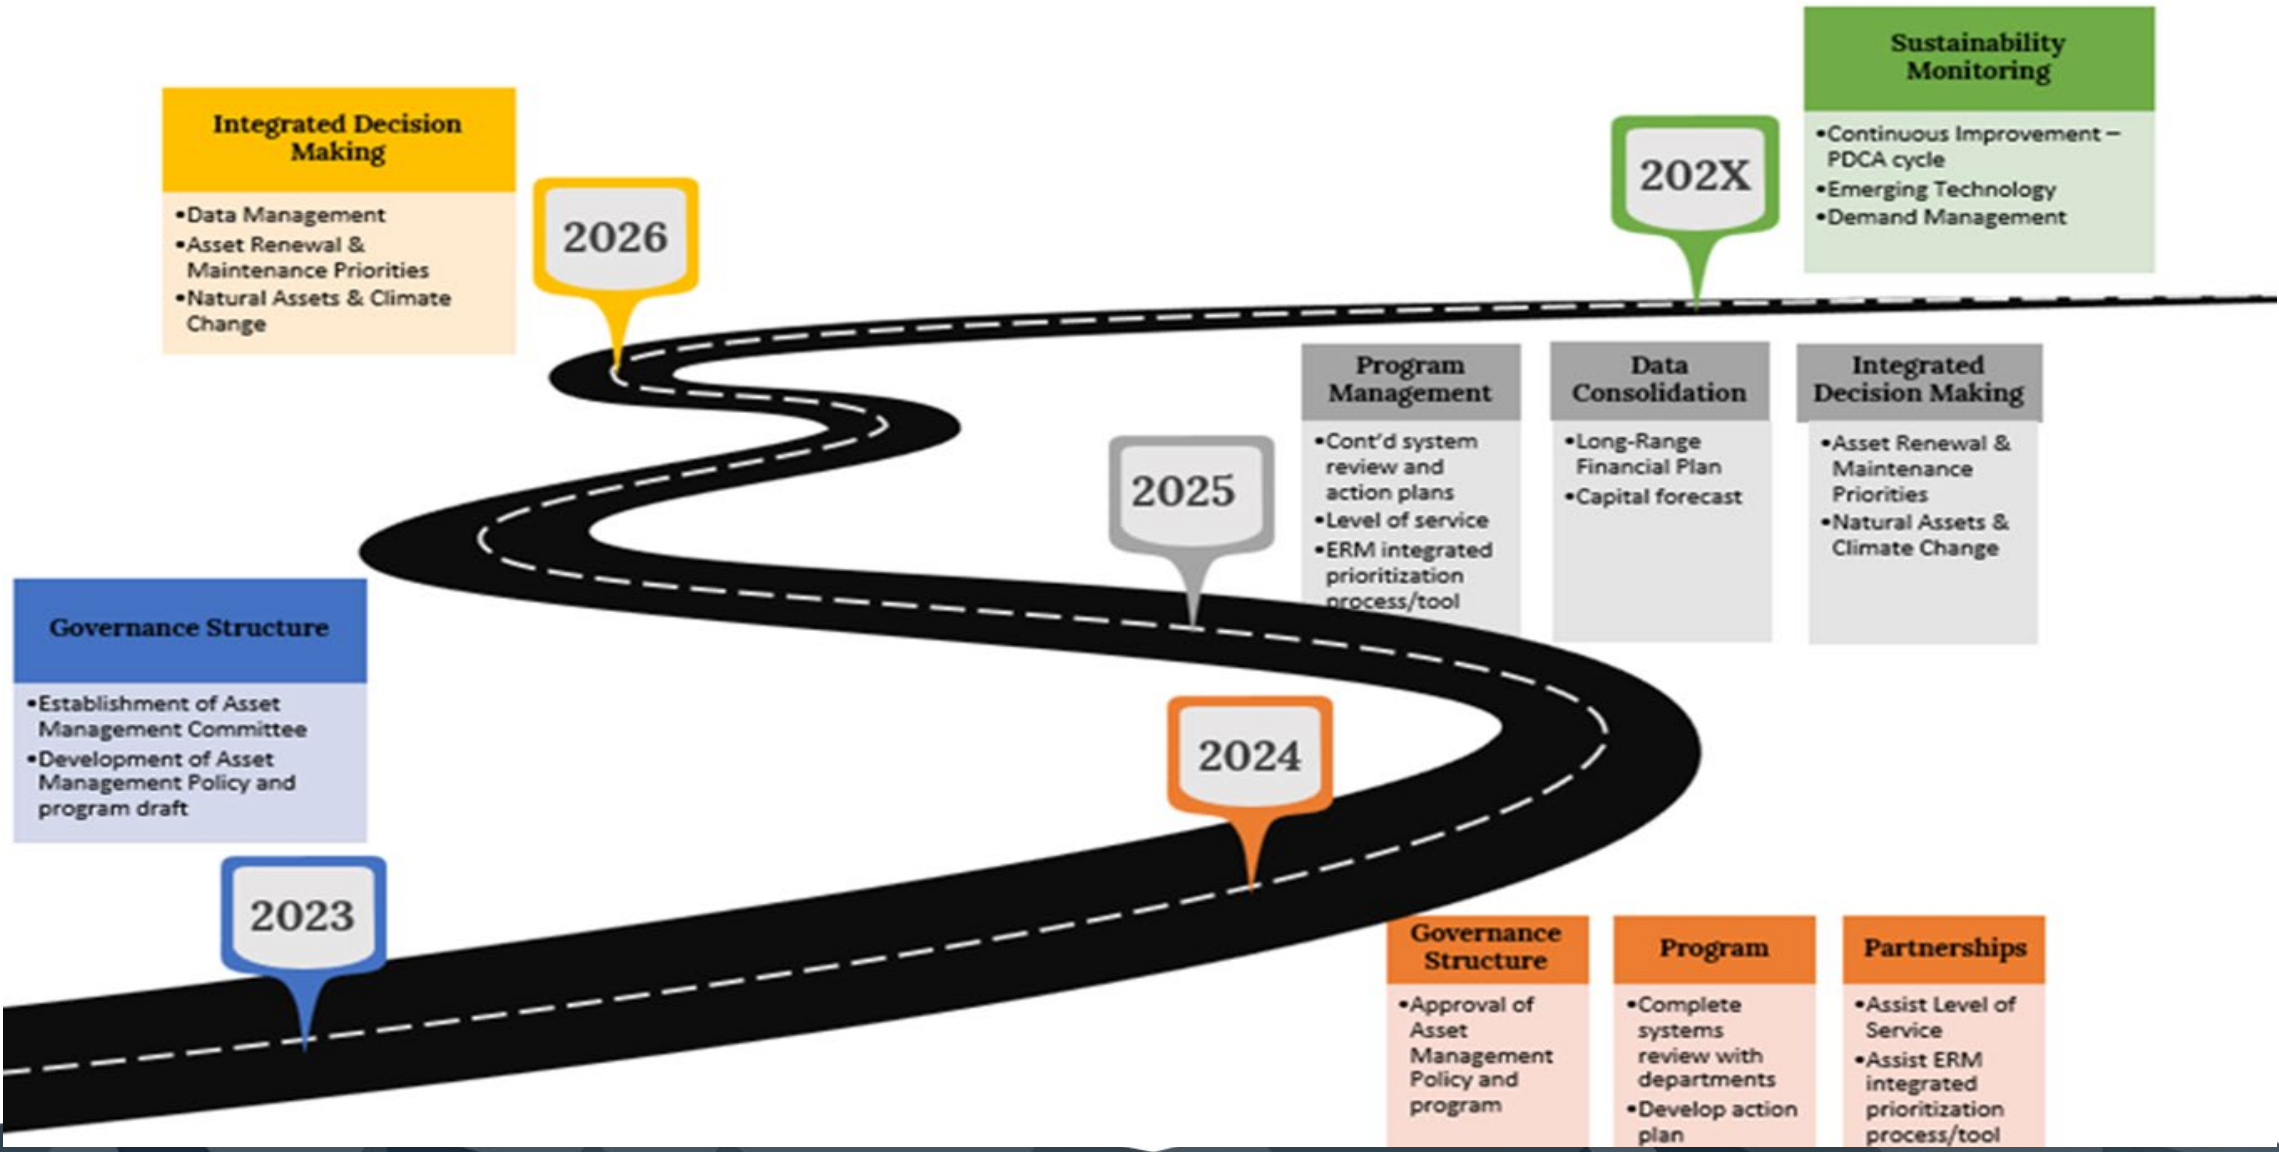 Sustainability
Monitoring
•Continuous Improvement –
PDCA cycle
•Emerging Technology
•Demand Management
202X
Integrated Decision
Making
•Data Management
•Asset Renewal &
Maintenance Priorities
•Natural Assets & Climate
Change
2026
Program
Management
•Cont'd system
review and
action plans
•Level of service
•ERM integrated
prioritization
process/tool
Data
Consolidation
•Long-Range
Financial Plan
•Capital forecast
Integrated
Decision Making
•Asset Renewal &
Maintenance
Priorities
•Natural Assets &
Climate Change
2025
Governance Structure
•Establishment of Asset
Management Committee
•Development of Asset
Management Policy and
program draft
2024
2023
Governance
Structure
•Approval of
Asset
Management
Policy and
program
Program
•Complete
systems
review with
departments
•Develop action
plan
Partnerships
•Assist Level of
Service
•Assist ERM
integrated
prioritization
process/tool